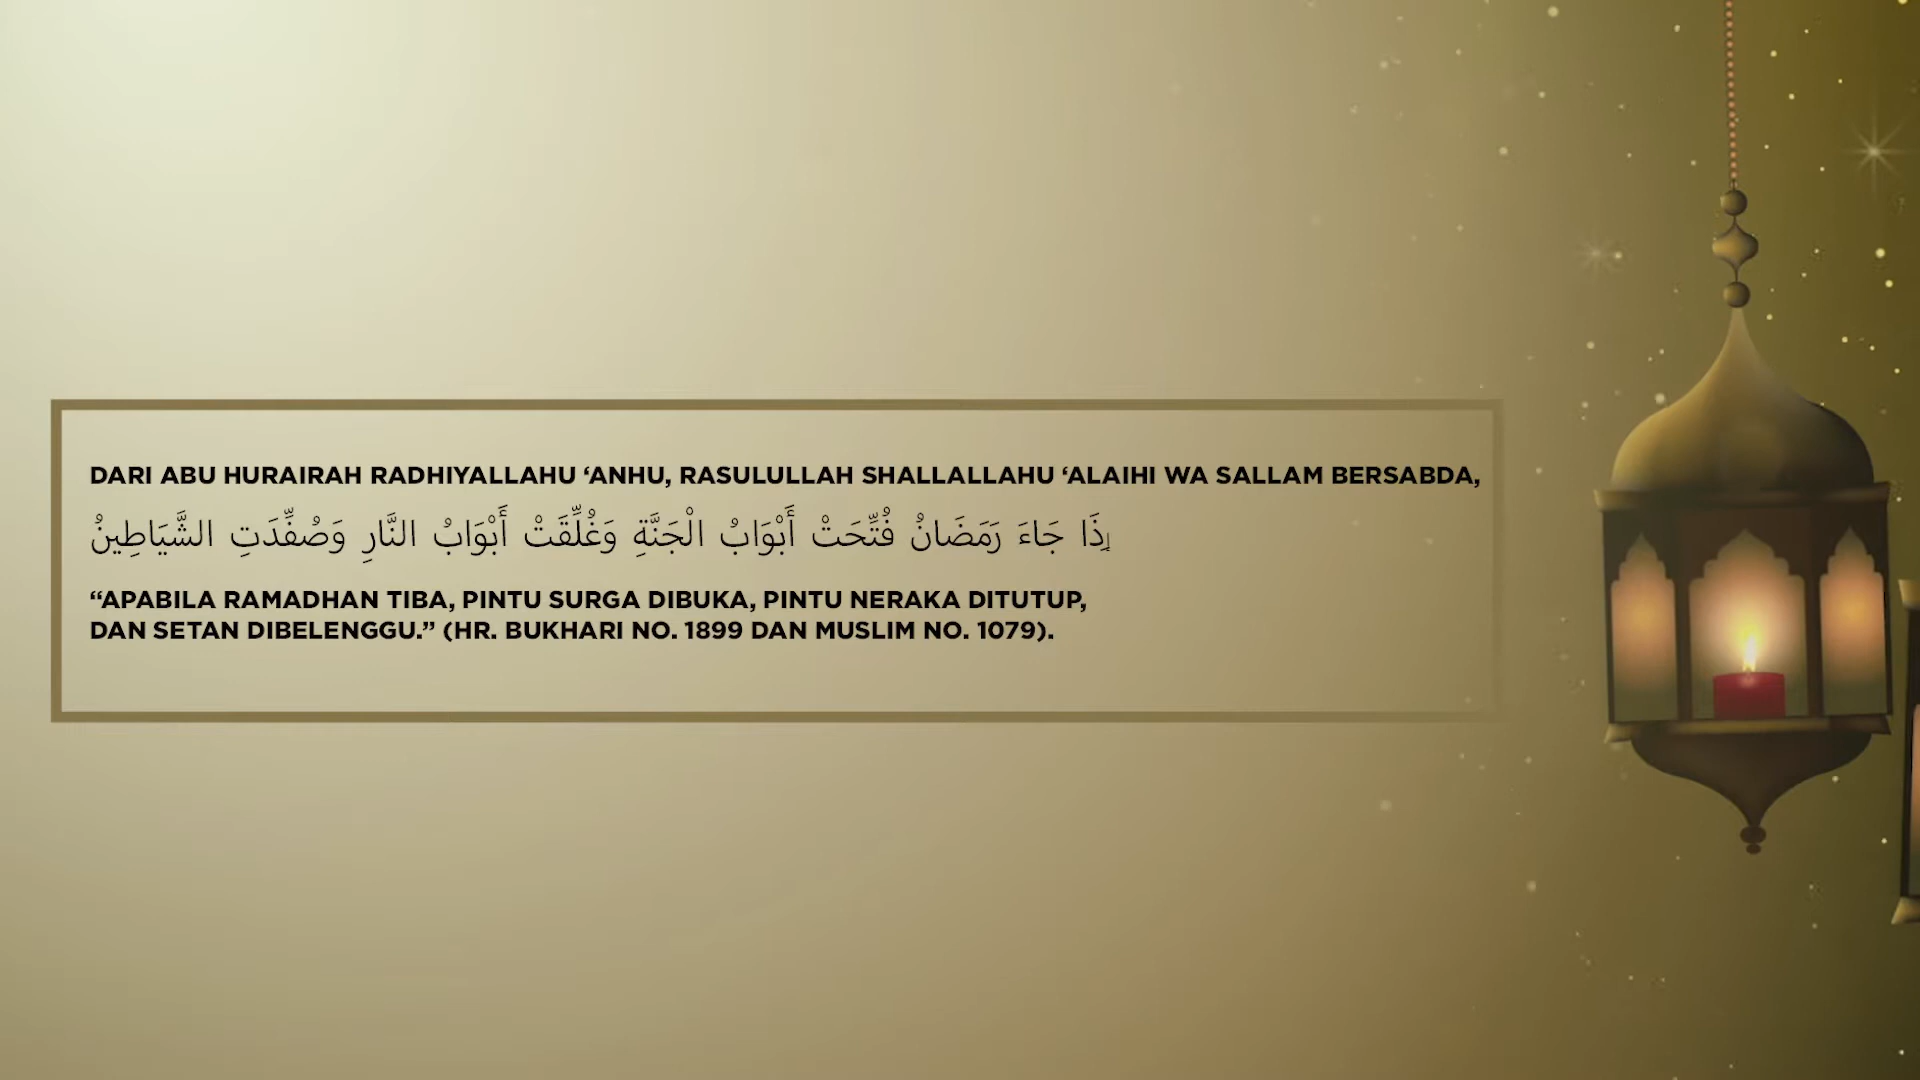 DARI ABU HURAIRAH RADHIYALLAHU ‘ANHU, RASULULLAH SHALLALLAHU ‘ALAIHI WA SALLAM BERSABDA,
إِذَا جَاءَ رَمَضَانُ فُتِّحَتْ أَبْوَابُ الْجَنَّةِ وَغُلِّقَتْ أَبْوَابُ النَّارِ وَصُفِّدَتِ الشَّيَاطِينُ
“APABILA RAMADHAN TIBA, PINTU SURGA DIBUKA, PINTU NERAKA DITUTUP,
DAN SETAN DIBELENGGU.” (HR. BUKHARI NO. 1899 DAN MUSLIM NO. 1079).